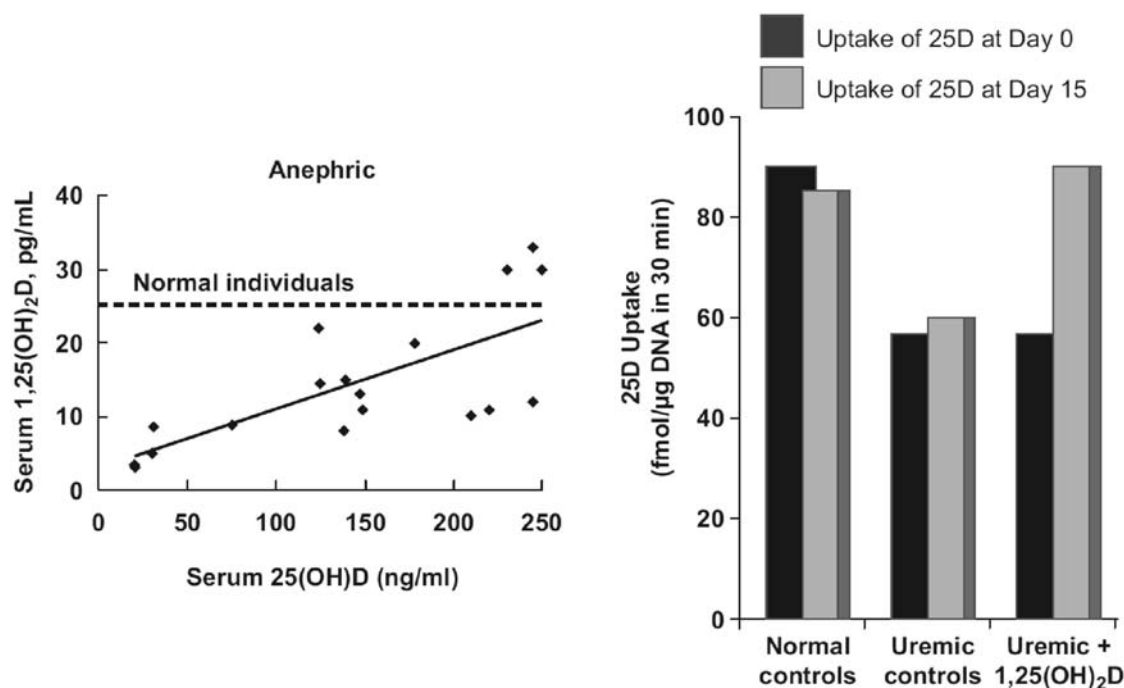 Anephric
Serum 1,25(OH)₂D, pg/mL
40
30
20
10
0
Normal individuals
0 50 100 150 200 250
Serum 25(OH)D (ng/ml)
Uptake of 25D at Day 0
Uptake of 25D at Day 15
25D Uptake
(fmol/µg DNA in 30 min)
100
80
60
40
20
0
Normal
controls
Uremic
controls
Uremic +
1,25(OH)₂D